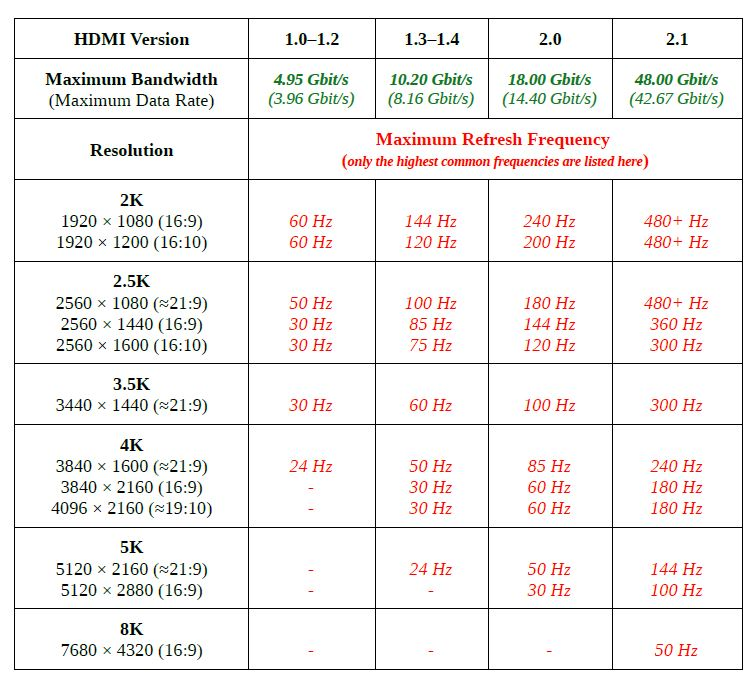 HDMI Version 1.0–1.2 1.3–1.4 2.0 2.1
Maximum Bandwidth 4.95 Gbit/s 10.20 Gbit/s 18.00 Gbit/s 48.00 Gbit/s
(Maximum Data Rate) (3.96 Gbit/s) (8.16 Gbit/s) (14.40 Gbit/s) (42.67 Gbit/s)
Resolution
Maximum Refresh Frequency
(only the highest common frequencies are listed here)
2K
1920 × 1080 (16:9) 60 Hz 144 Hz 240 Hz 480+ Hz
1920 × 1200 (16:10) 60 Hz 120 Hz 200 Hz 480+ Hz
2.5K
2560 × 1080 (≈21:9) 50 Hz 100 Hz 180 Hz 480+ Hz
2560 × 1440 (16:9) 30 Hz 85 Hz 144 Hz 360 Hz
2560 × 1600 (16:10) 30 Hz 75 Hz 120 Hz 300 Hz
3.5K
3440 × 1440 (≈21:9) 30 Hz 60 Hz 100 Hz 300 Hz
4K
3840 × 1600 (≈21:9) 24 Hz 50 Hz 85 Hz 240 Hz
3840 × 2160 (16:9) - 30 Hz 60 Hz 180 Hz
4096 × 2160 (≈19:10) - 30 Hz 60 Hz 180 Hz
5K
5120 × 2160 (≈21:9) - 24 Hz 50 Hz 144 Hz
5120 × 2880 (16:9) - - 30 Hz 100 Hz
8K
7680 × 4320 (16:9) - - - 50 Hz